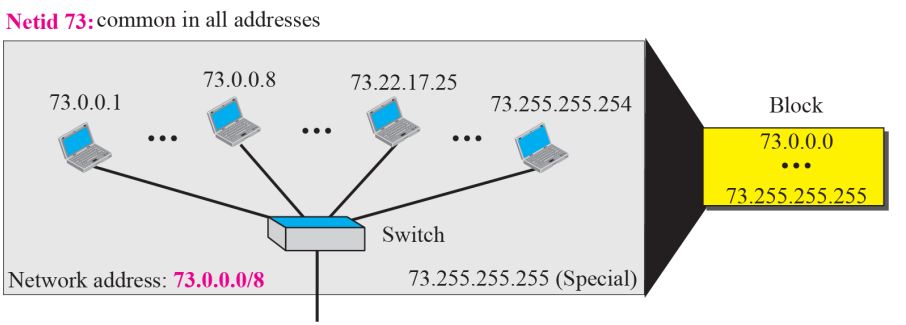 Netid 73: common in all addresses
73.0.0.1
73.0.0.8
73.22.17.25
73.255.255.254
Switch
Network address: 73.0.0.0/8
73.255.255.255 (Special)
Block
73.0.0.0
73.255.255.255